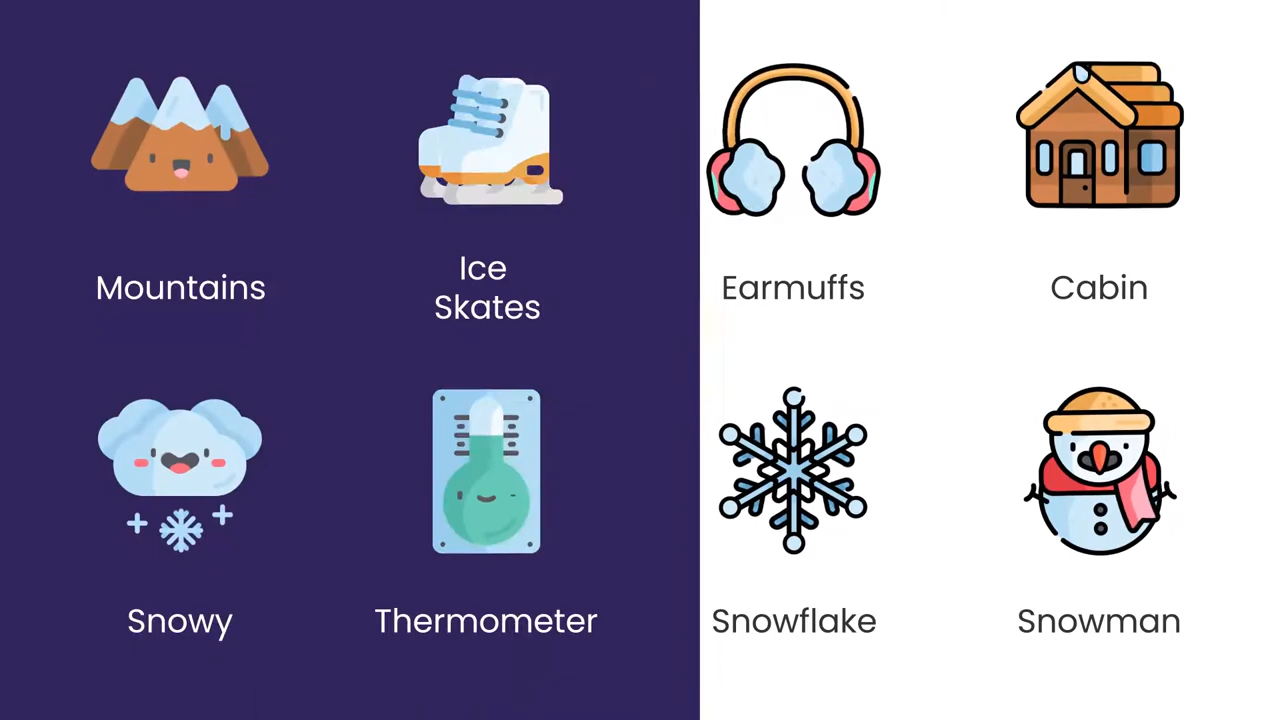 Mountains
Ice
Skates
Earmuffs
Cabin
Snowy
Thermometer
Snowflake
Snowman